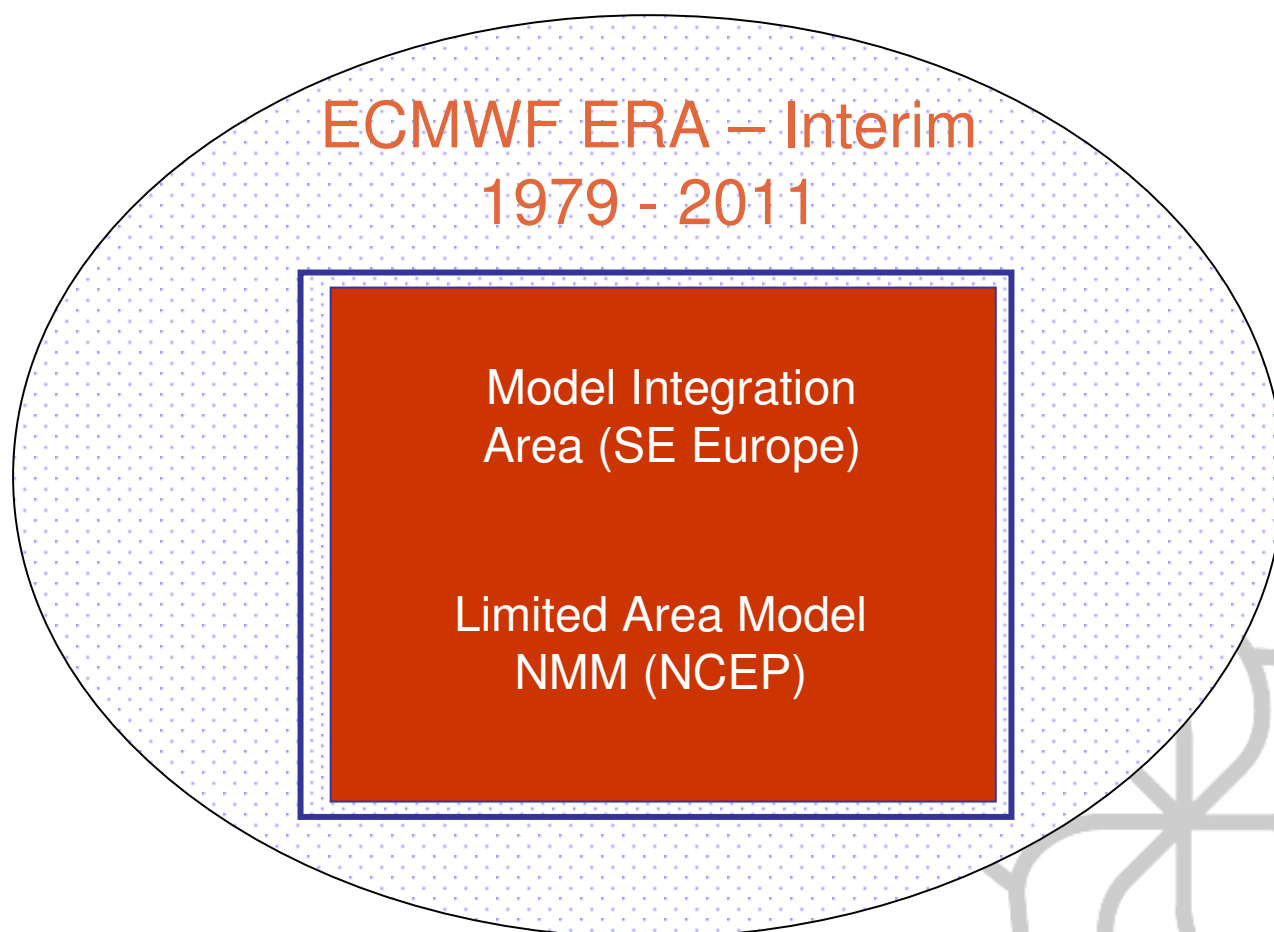 ECMWF ERA – Interim
1979 - 2011
Model Integration
Area (SE Europe)
Limited Area Model
NMM (NCEP)